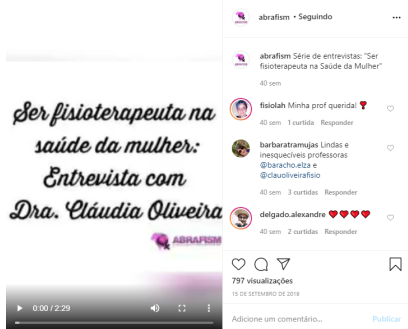 Ser fisioterapeuta na
saúde da mulher:
Entrevista com
Dra. Cláudia Oliveira
ABRAFISM
0:00 / 2:29
abrafism • Seguindo
abrafism Série de entrevistas: "Ser
fisioterapeuta na Saúde da Mulher"
40 sem
fisiolah Minha prof querida!
40 sem 1 curtida Responder
barbaratramujas Lindas e
inesquecíveis professoras
@baracho.elza e
@clauoliveirafisio
40 sem 3 curtidas Responder
delgado.alexandre
40 sem 2 curtidas Responder
797 visualizações
15 DE SETEMBRO DE 2018
Adicione um comentário... Publicar